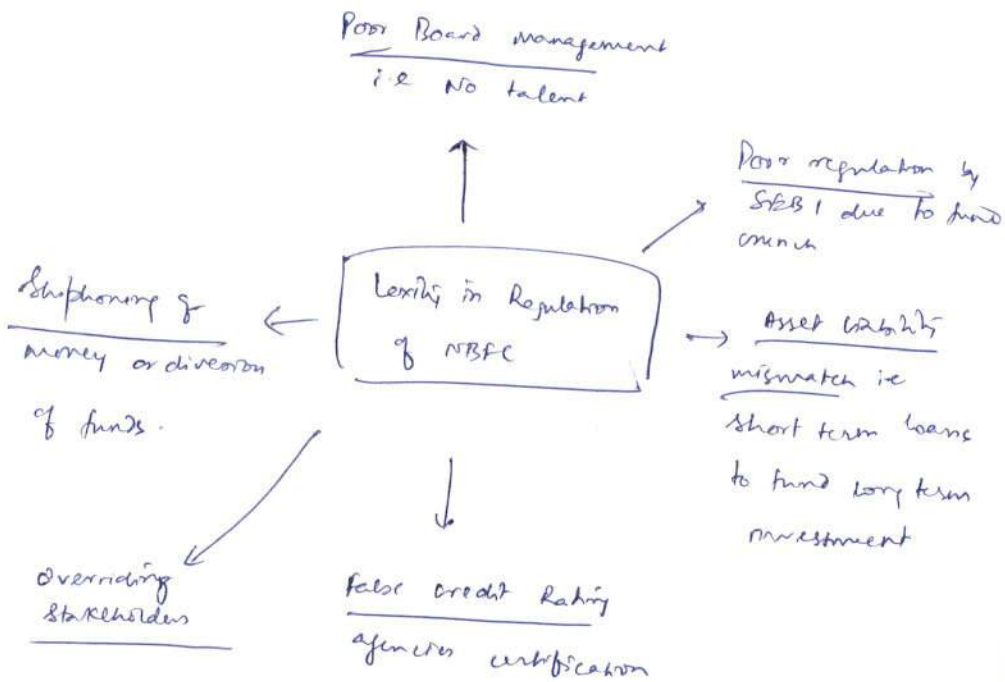 Poor Board management
i.e No talent
Poor regulation by
SEBI due to fund
crunch
Laxity in Regulation
of NBFC
Shiphoning of
money or diversion
of funds.
Asset liability
mismatch ie
short term loans
to fund long term
investment
Overriding
Stakeholders
False credit Rating
agencies certification